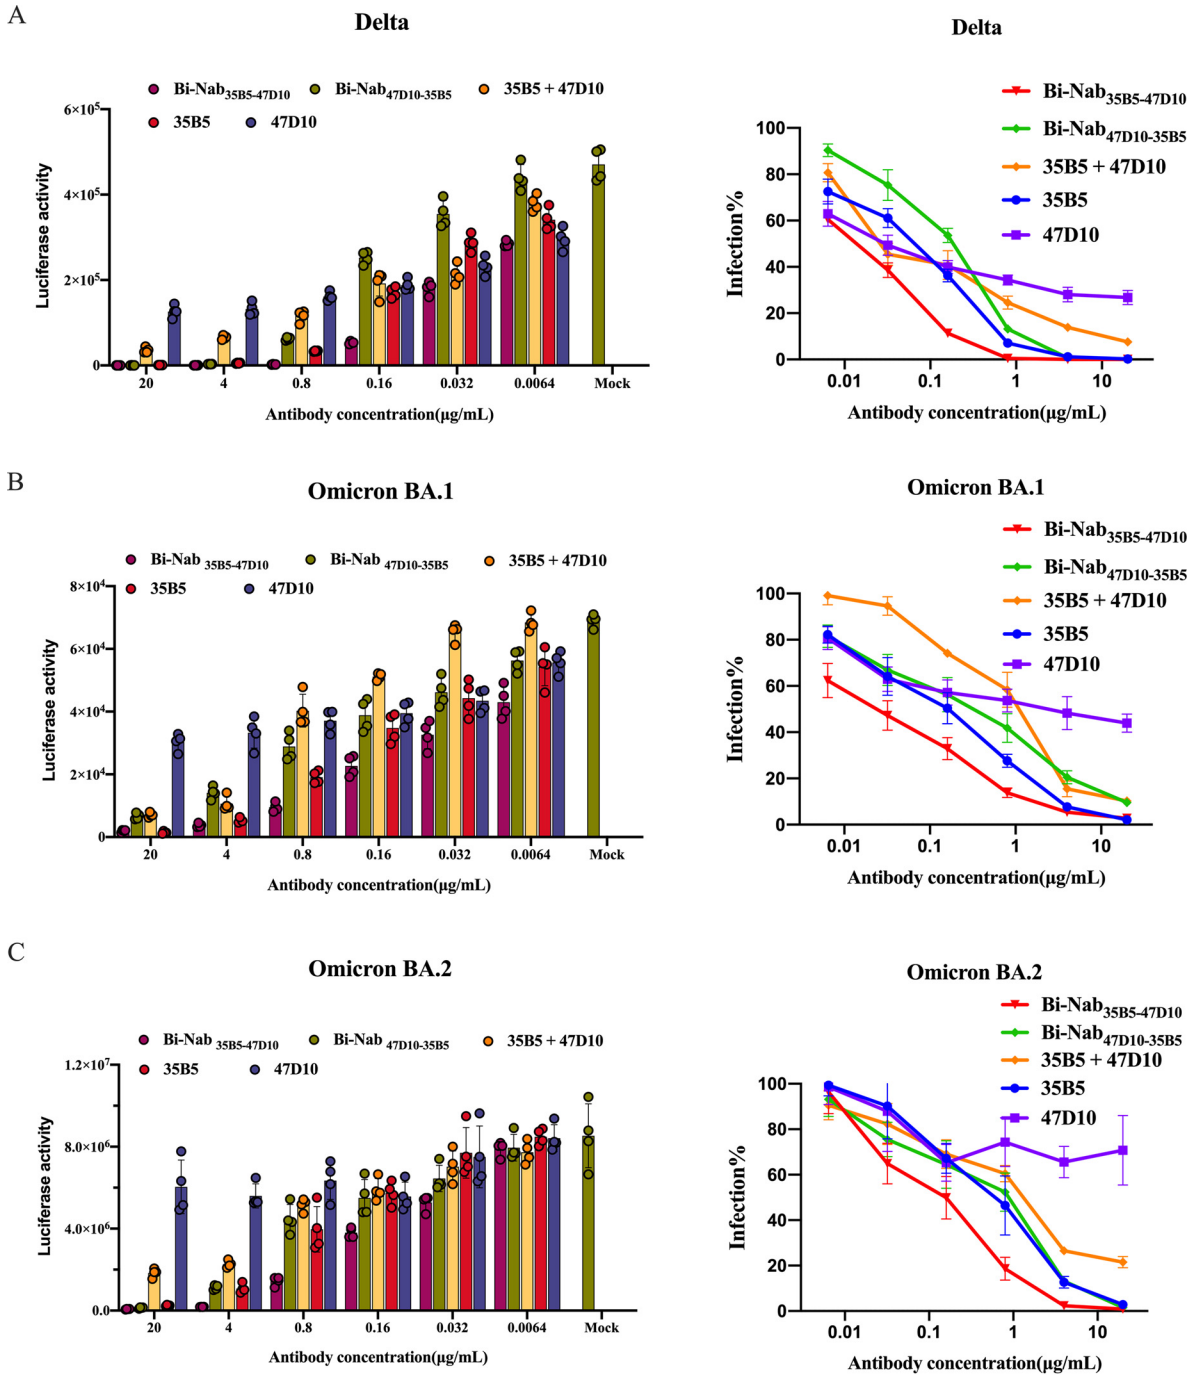 A
Delta
Bi-Nab35B5-47D10 Bi-Nab47D10-35B5 35B5 + 47D10
35B5 47D10
6×10⁵
4×10⁵
2×10⁵
0
Luciferase activity
20 4 0.8 0.16 0.032 0.0064 Mock
Antibody concentration(μg/mL)
Delta
Bi-Nab35B5-47D10
Bi-Nab47D10-35B5
35B5 + 47D10
35B5
47D10
100
80
60
40
20
0
Infection%
0.01 0.1 1 10
Antibody concentration(μg/mL)
B
Omicron BA.1
Bi-Nab 35B5-47D10 Bi-Nab 47D10-35B5 35B5 + 47D10
35B5 47D10
8×10⁴
6×10⁴
4×10⁴
2×10⁴
0
Luciferase activity
20 4 0.8 0.16 0.032 0.0064 Mock
Antibody concentration(μg/mL)
Omicron BA.1
Bi-Nab35B5-47D10
Bi-Nab47D10-35B5
35B5 + 47D10
35B5
47D10
100
80
60
40
20
0
Infection%
0.01 0.1 1 10
Antibody concentration(μg/mL)
C
Omicron BA.2
Bi-Nab 35B5-47D10 Bi-Nab 47D10-35B5 35B5 + 47D10
35B5 47D10
1.2×10⁷
8.0×10⁶
4.0×10⁶
0.0
Luciferase activity
20 4 0.8 0.16 0.032 0.0064 Mock
Antibody concentration(μg/mL)
Omicron BA.2
Bi-Nab35B5-47D10
Bi-Nab47D10-35B5
35B5 + 47D10
35B5
47D10
100
80
60
40
20
0
Infection%
0.01 0.1 1 10
Antibody concentration(μg/mL)